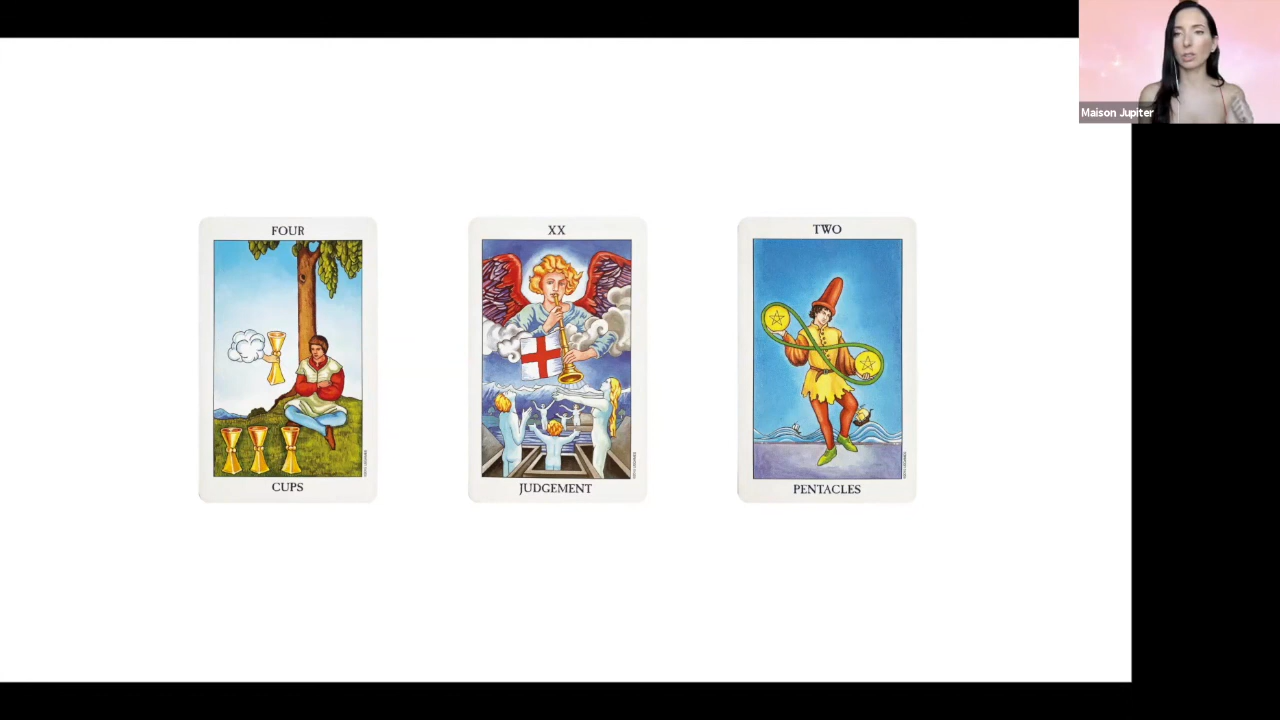 Maison Jupiter
FOUR
CUPS
XX
JUDGEMENT
TWO
PENTACLES